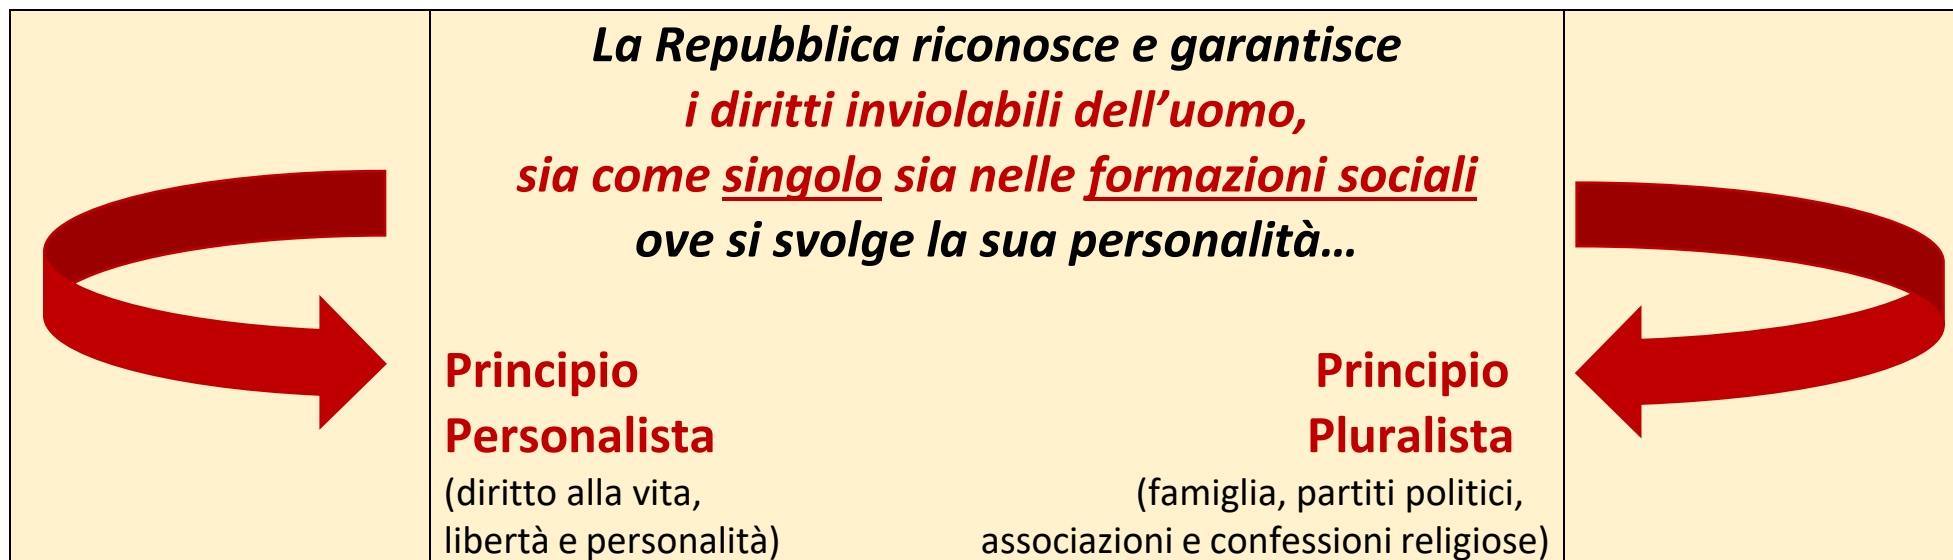 La Repubblica riconosce e garantisce
i diritti inviolabili dell’uomo,
sia come singolo sia nelle formazioni sociali
ove si svolge la sua personalità…
Principio
Personalista
(diritto alla vita,
libertà e personalità)
Principio
Pluralista
(famiglia, partiti politici,
associazioni e confessioni religiose)